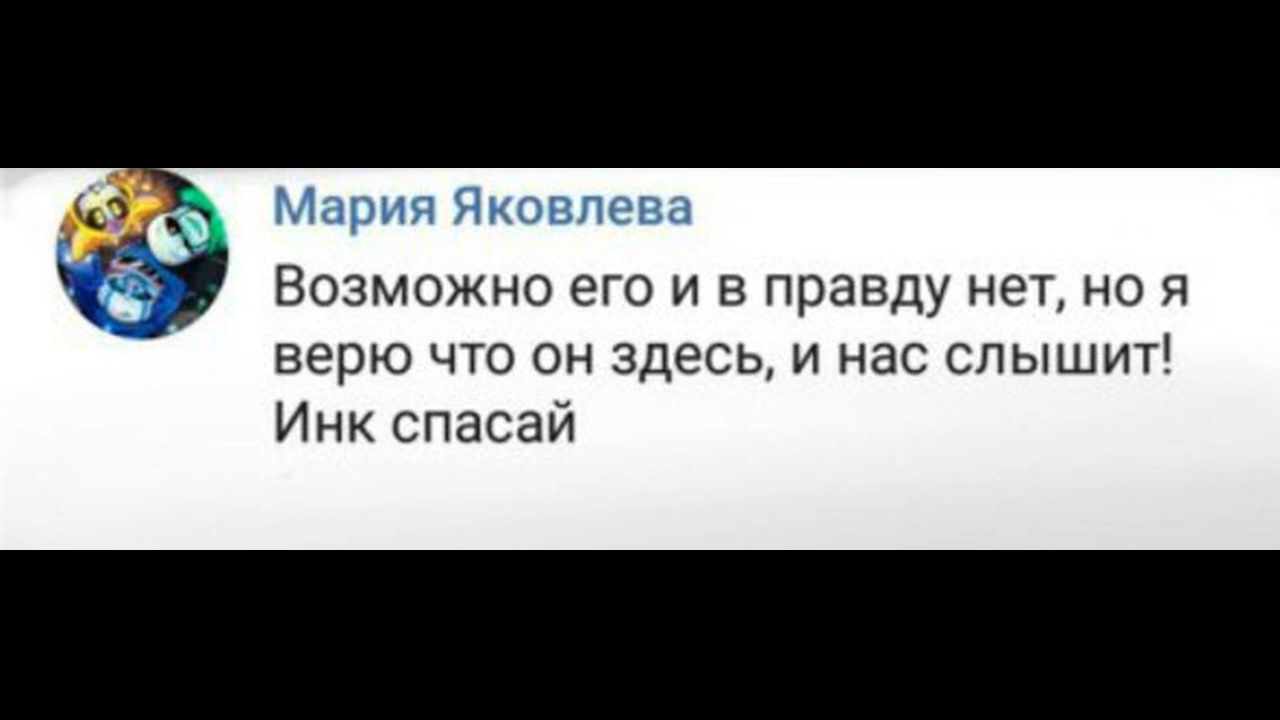 Мария Яковлева
Возможно его и в правду нет, но я
верю что он здесь, и нас слышит!
Инк спасай